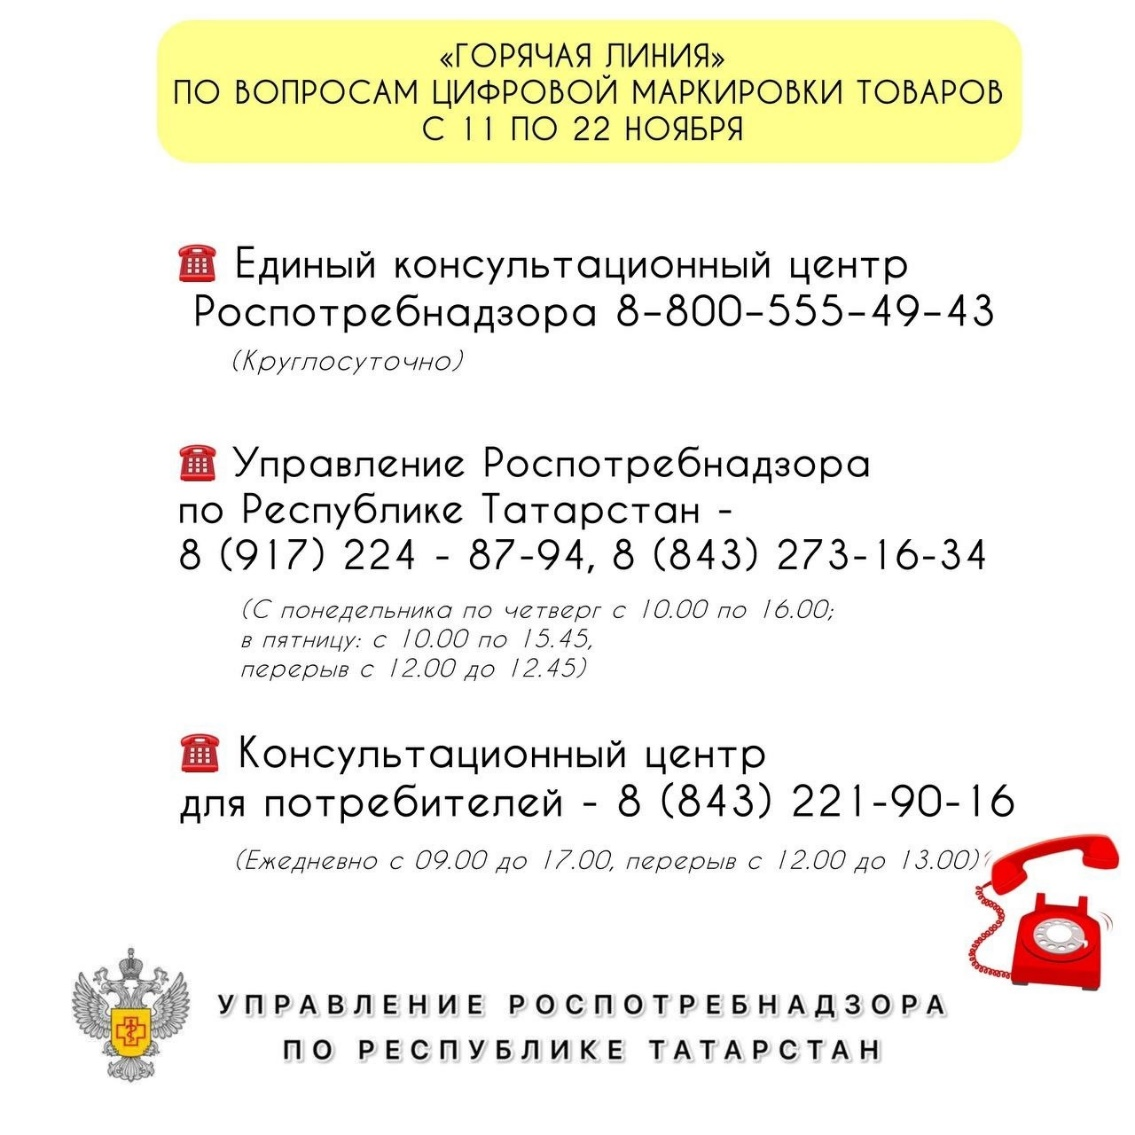 «ГОРЯЧАЯ ЛИНИЯ»
ПО ВОПРОСАМ ЦИФРОВОЙ МАРКИРОВКИ ТОВАРОВ
С 11 ПО 22 НОЯБРЯ
Единый консультационный центр
Роспотребнадзора 8–800–555–49–43
(Круглосуточно)
Управление Роспотребнадзора
по Республике Татарстан -
8 (917) 224 - 87-94, 8 (843) 273-16-34
(С понедельника по четверг с 10.00 по 16.00;
в пятницу: с 10.00 по 15.45,
перерыв с 12.00 до 12.45)
Консультационный центр
для потребителей - 8 (843) 221-90-16
(Ежедневно с 09.00 до 17.00, перерыв с 12.00 до 13.00)
УПРАВЛЕНИЕ РОСПОТРЕБНАДЗОРА
ПО РЕСПУБЛИКЕ ТАТАРСТАН